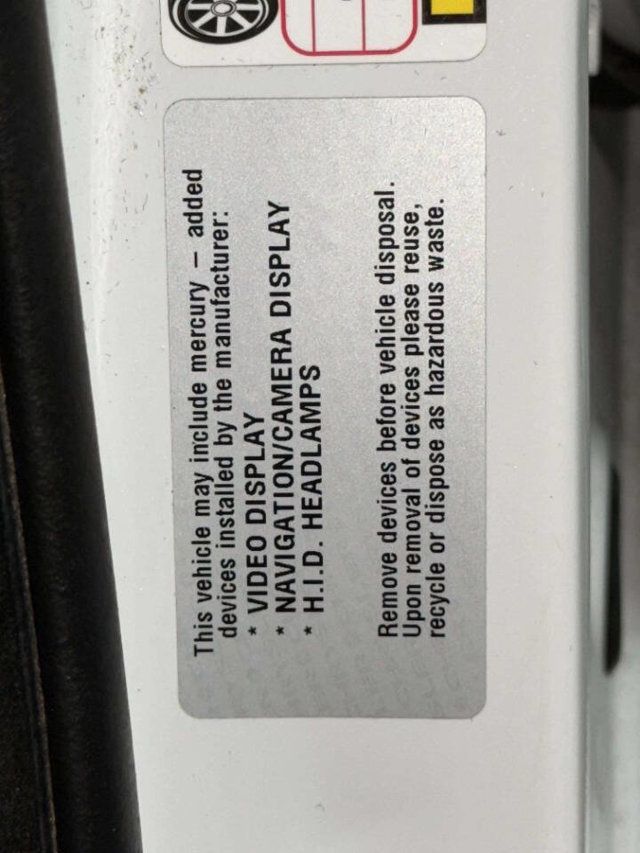 This vehicle may include mercury – added
devices installed by the manufacturer:
* VIDEO DISPLAY
* NAVIGATION/CAMERA DISPLAY
* H.I.D. HEADLAMPS
Remove devices before vehicle disposal.
Upon removal of devices please reuse,
recycle or dispose as hazardous waste.